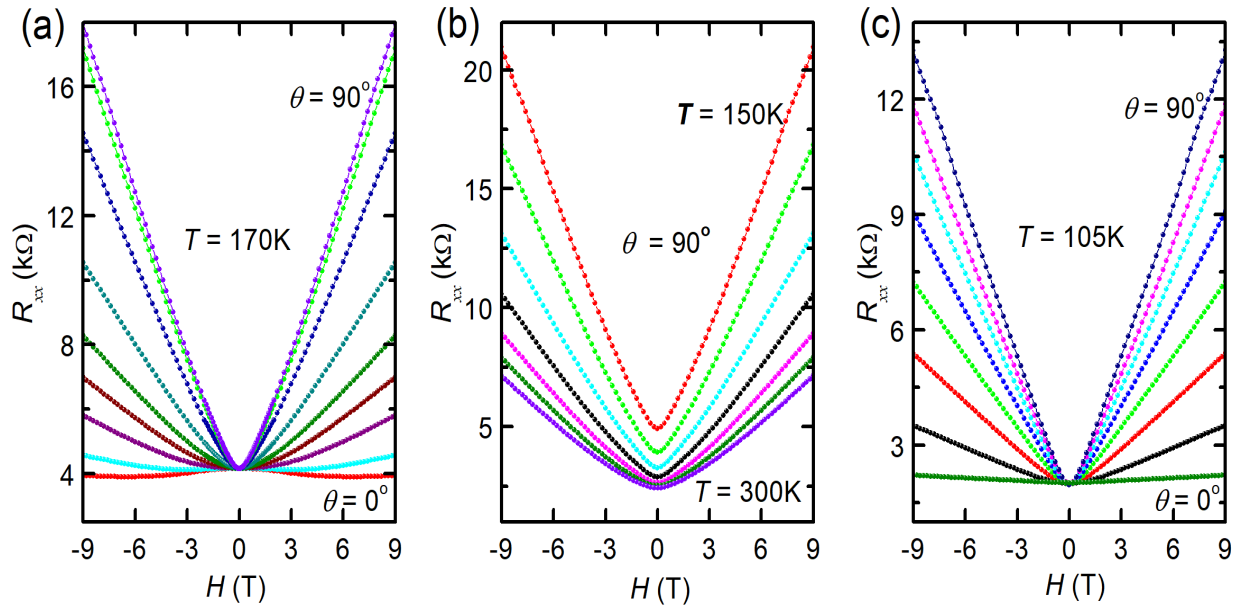 (a)
R_xx (kΩ)
16
12
8
4
θ = 90°
T = 170K
θ = 0°
-9 -6 -3 0 3 6 9
H (T)
(b)
R_xx (kΩ)
20
15
10
5
T = 150K
θ = 90°
T = 300K
-9 -6 -3 0 3 6 9
H (T)
(c)
R_xx (kΩ)
12
9
6
3
θ = 90°
T = 105K
θ = 0°
-9 -6 -3 0 3 6 9
H (T)